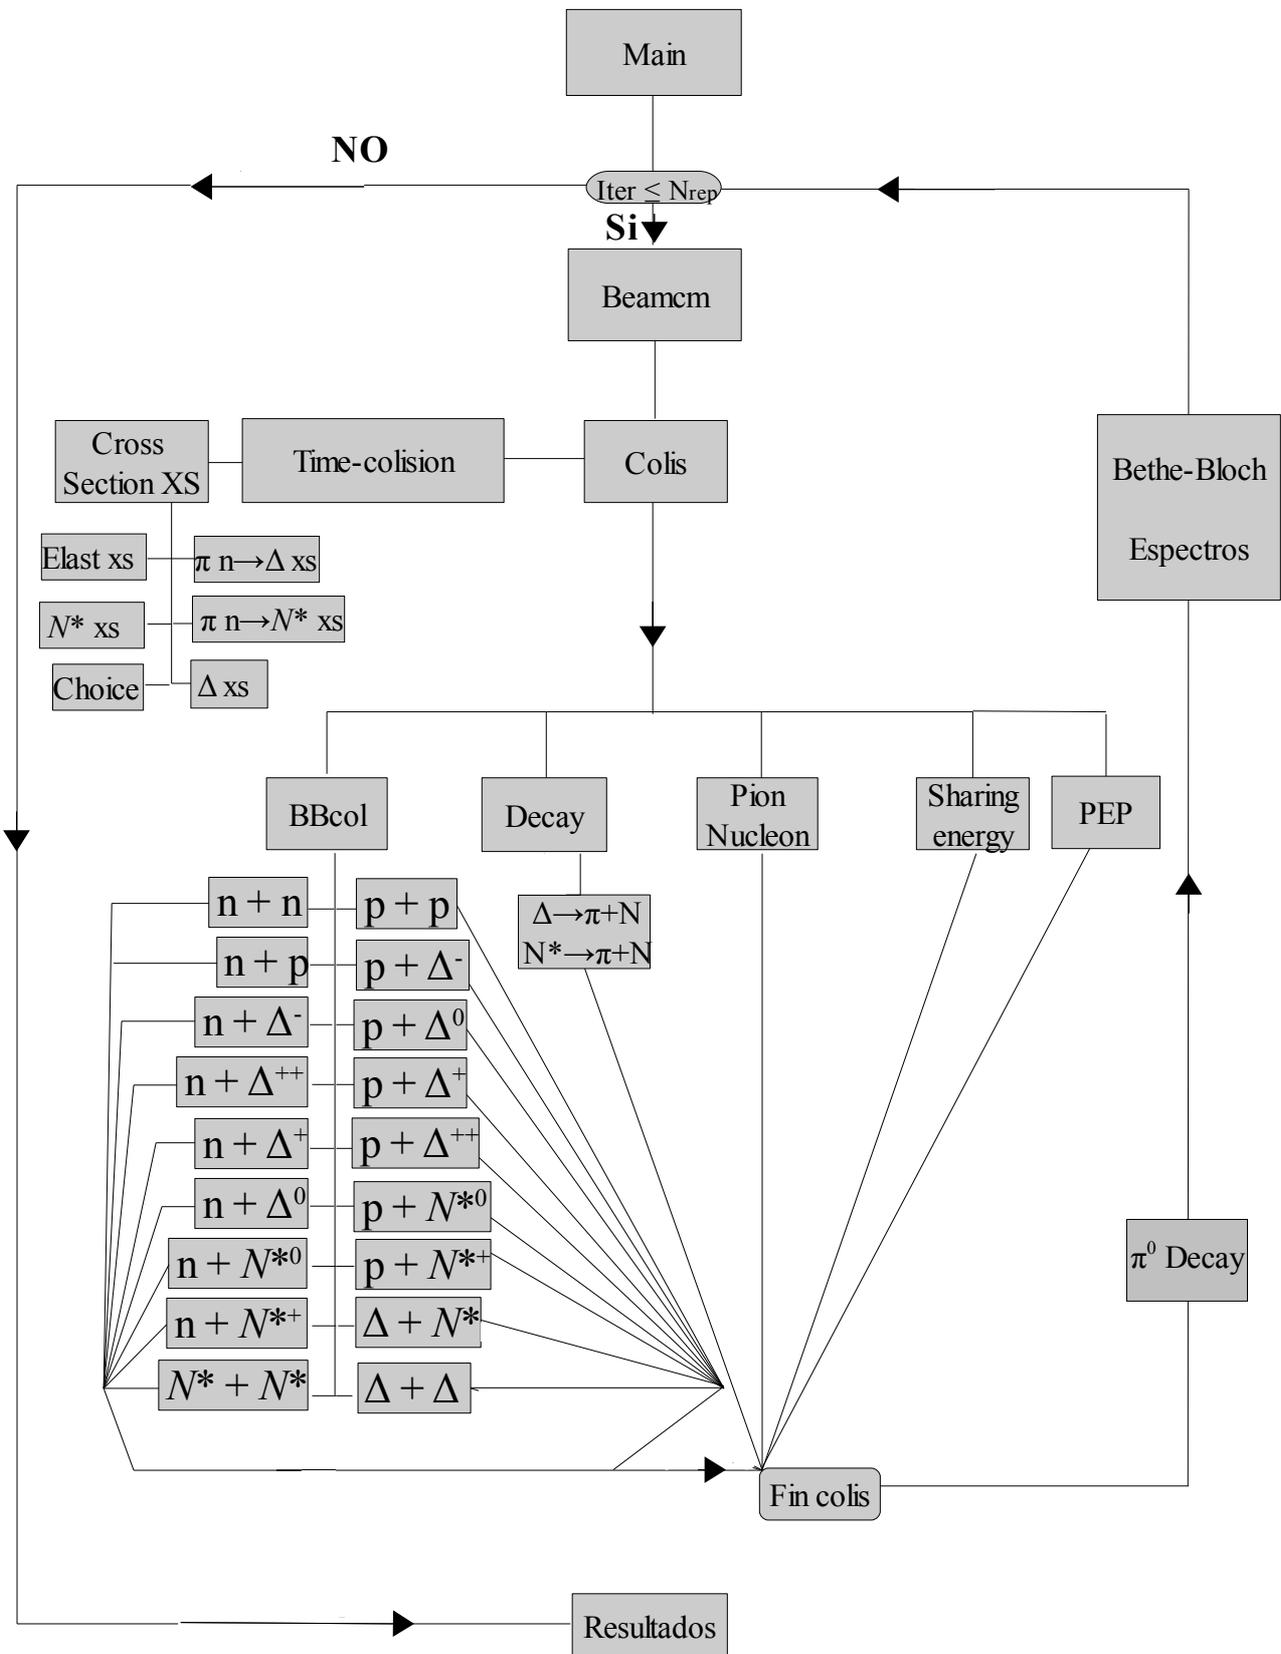 Main
NO
Iter ≤ Nrep
Si
Beamcm
Cross
Section XS
Time-colision
Colis
Bethe-Bloch
Espectros
Elast xs
π n→Δ xs
N* xs
π n→N* xs
Choice
Δ xs
BBcol
Decay
Pion
Nucleon
Sharing
energy
PEP
n + n
p + p
Δ→π+N
N*→π+N
n + p
p + Δ⁻
n + Δ⁻
p + Δ⁰
n + Δ⁺⁺
p + Δ⁺
n + Δ⁺
p + Δ⁺⁺
n + Δ⁰
p + N*⁰
n + N*⁰
p + N*⁺
π⁰ Decay
n + N*⁺
Δ + N*
N* + N*
Δ + Δ
Fin colis
Resultados